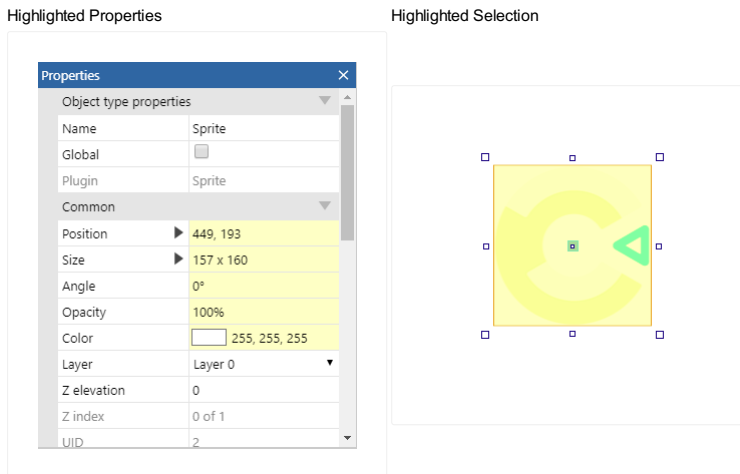 Highlighted Properties
Highlighted Selection
Properties
Object type properties
Name Sprite
Global
Plugin Sprite
Common
Position 449, 193
Size 157 x 160
Angle 0°
Opacity 100%
Color 255, 255, 255
Layer Layer 0
Z elevation 0
Z index 0 of 1
UID 2